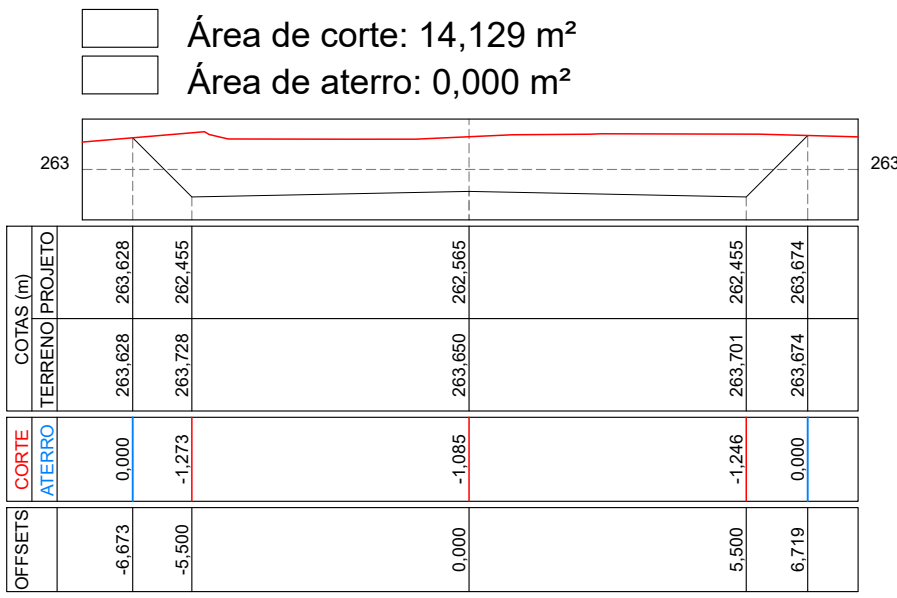 Área de corte: 14,129 m²
Área de aterro: 0,000 m²
263
263
COTAS (m)
PROJETO
263,628
262,455
262,565
262,455
263,674
TERRENO
263,628
263,728
263,650
263,701
263,674
CORTE
ATERRO
0,000
-1,273
-1,085
-1,246
0,000
OFFSETS
-6,673
-5,500
0,000
5,500
6,719